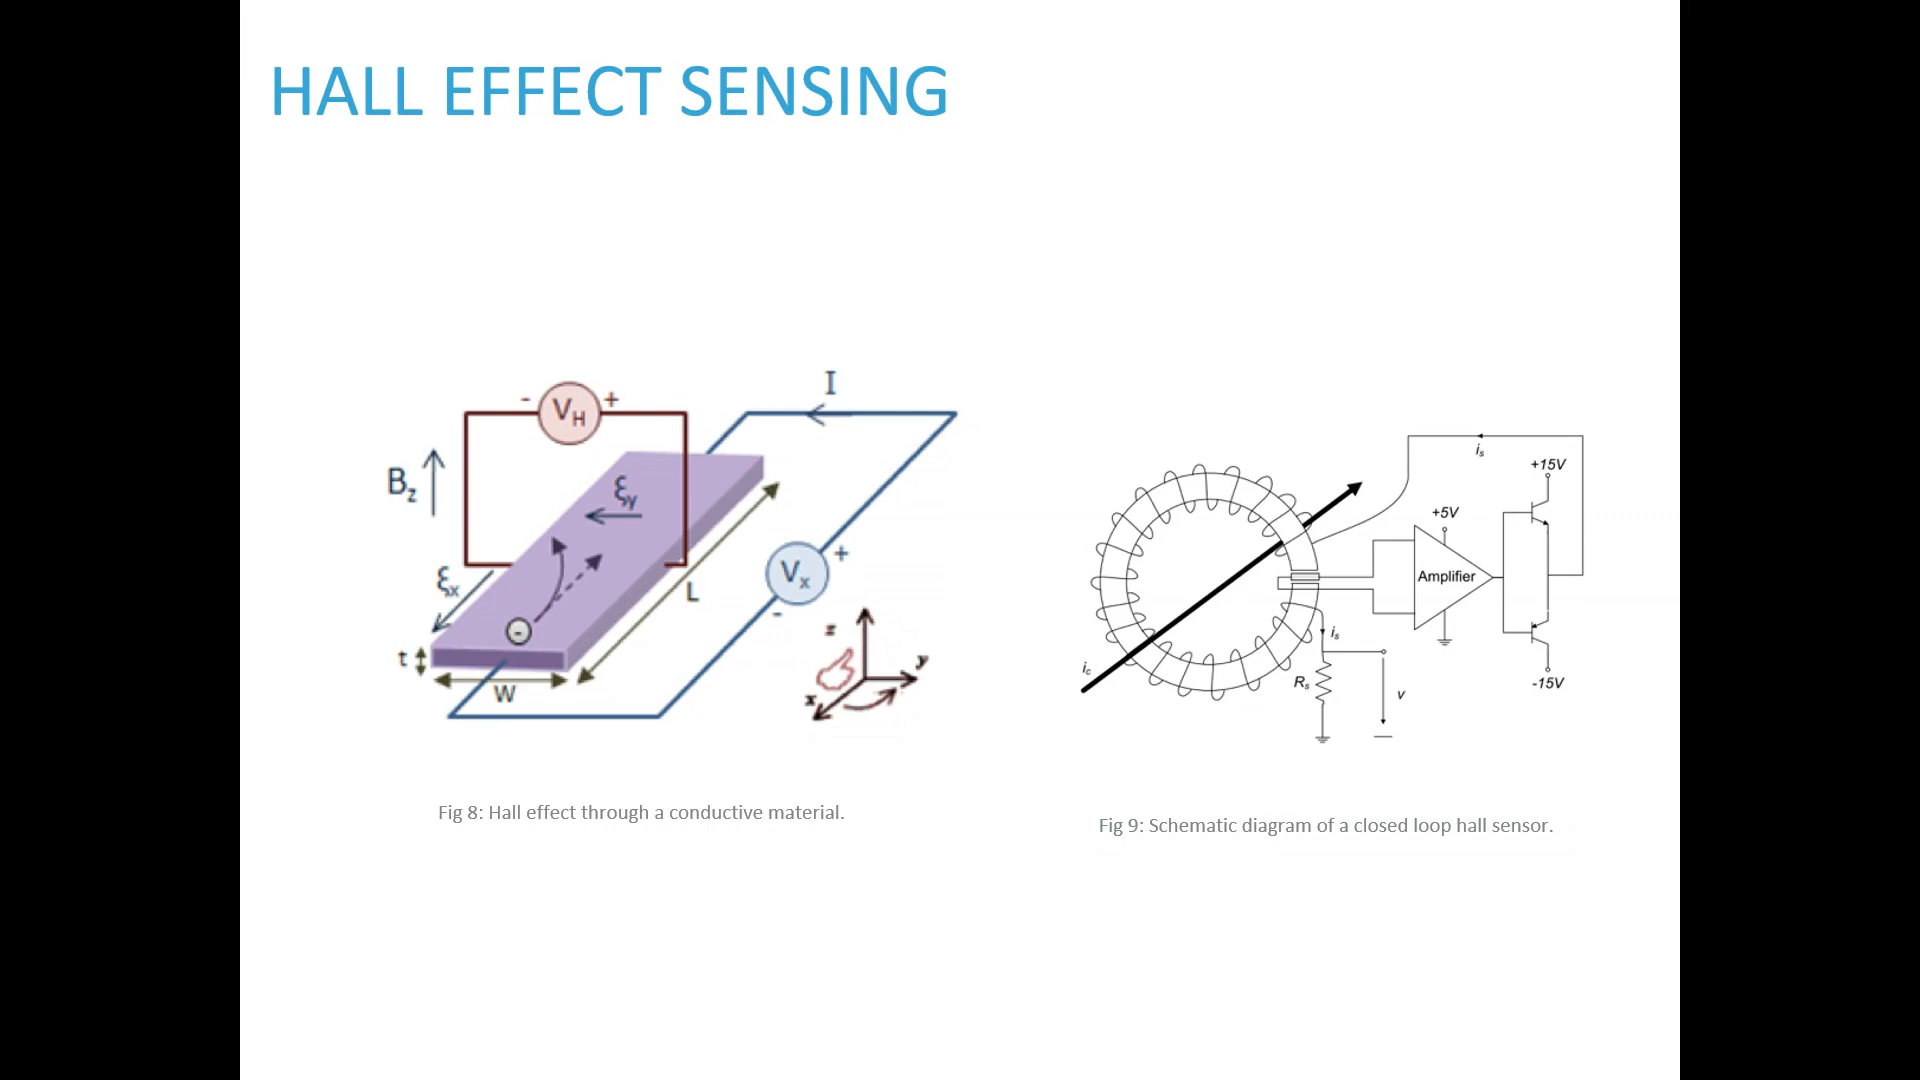 HALL EFFECT SENSING
I
- V_H +
B_z
ξ_y
ξ_x
V_x
+
-
L
-
t
W
z
y
x
Fig 8: Hall effect through a conductive material.
i_s
+15V
+5V
Amplifier
i_s
i_c
R_s
v
-15V
Fig 9: Schematic diagram of a closed loop hall sensor.